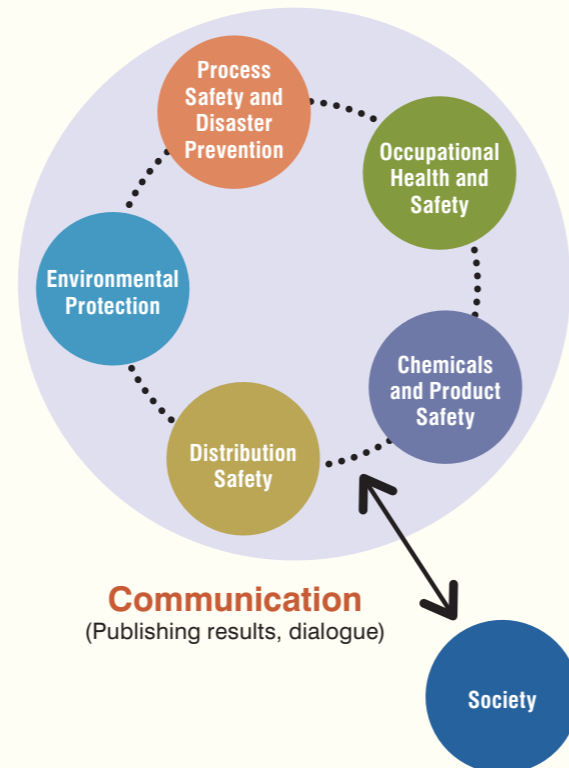 Process
Safety and
Disaster
Prevention
Occupational
Health and
Safety
Environmental
Protection
Chemicals
and Product
Safety
Distribution
Safety
Communication
(Publishing results, dialogue)
Society